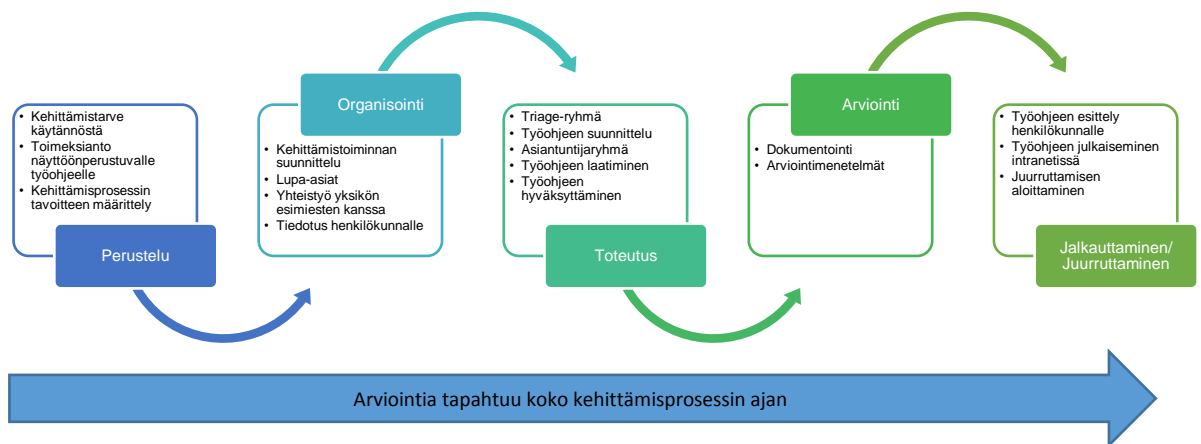 • Kehittämistarve
käytännöstä
• Toimeksianto
näyttöönperustuvalle
työohjeelle
• Kehittämisprosessin
tavoitteen määrittely
Perustelu
Organisointi
• Kehittämistoiminnan
suunnittelu
• Lupa-asiat
• Yhteistyö yksikön
esimiesten kanssa
• Tiedotus henkilökunnalle
• Triage-ryhmä
• Työohjeen suunnittelu
• Asiantuntijaryhmä
• Työohjeen laatiminen
• Työohjeen
hyväksyttäminen
Toteutus
Arviointi
• Dokumentointi
• Arviointimenetelmät
• Työohjeen esittely
henkilökunnalle
• Työohjeen julkaiseminen
intranetissä
• Juurruttamisen
aloittaminen
Jalkauttaminen/
Juurruttaminen
Arviointia tapahtuu koko kehittämisprosessin ajan